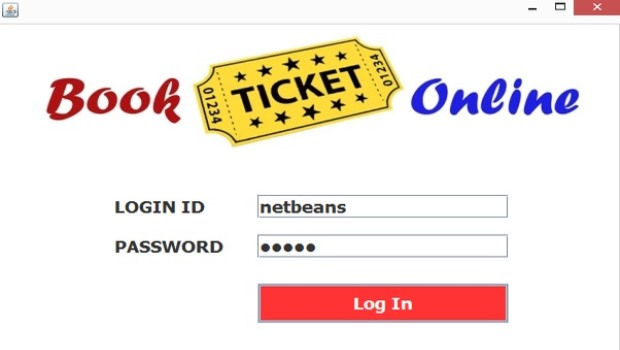 Book TICKET Online
01234 01234
LOGIN ID netbeans
PASSWORD ●●●●●
Log In